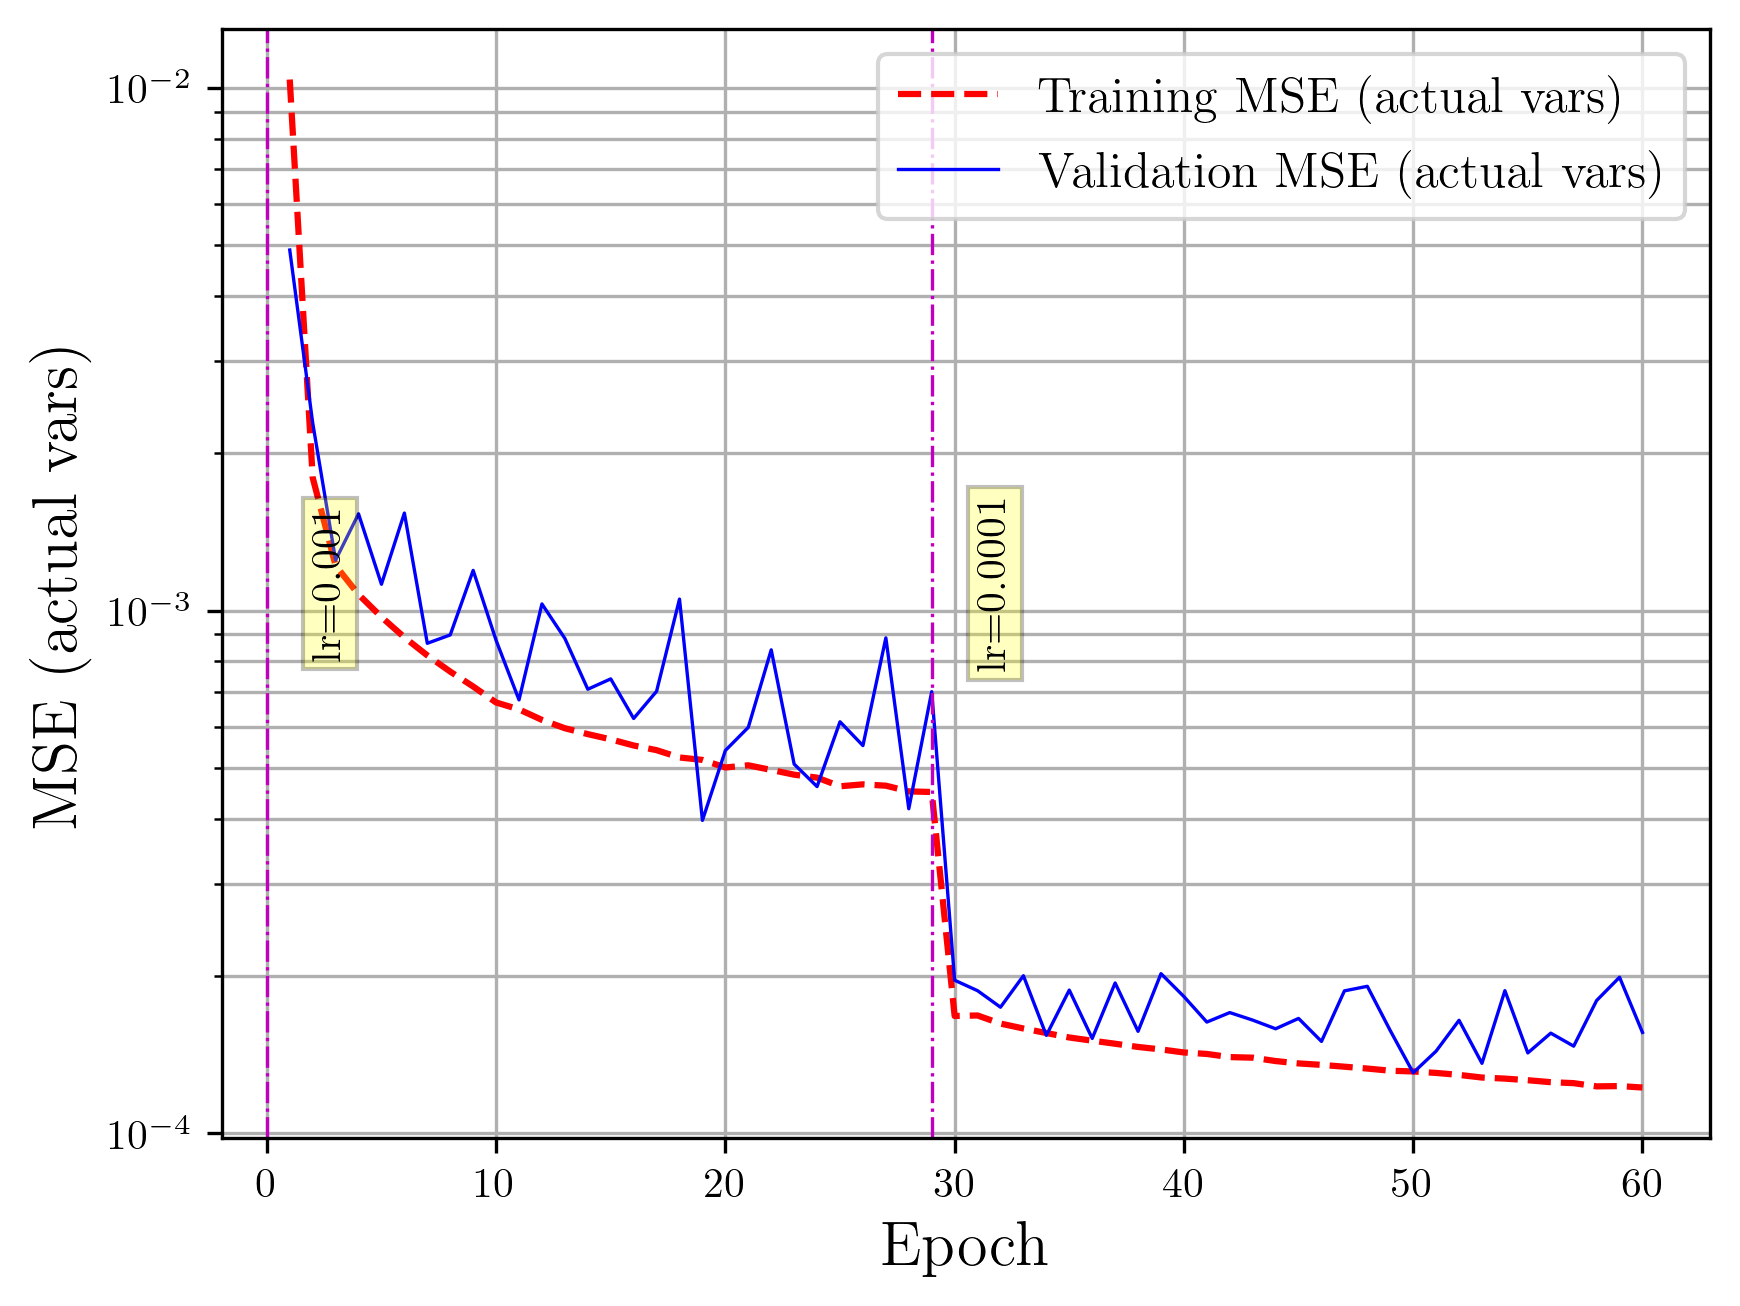 Training MSE (actual vars)
Validation MSE (actual vars)
MSE (actual vars)
10⁻²
10⁻³
10⁻⁴
lr=0.001
lr=0.0001
0 10 20 30 40 50 60
Epoch